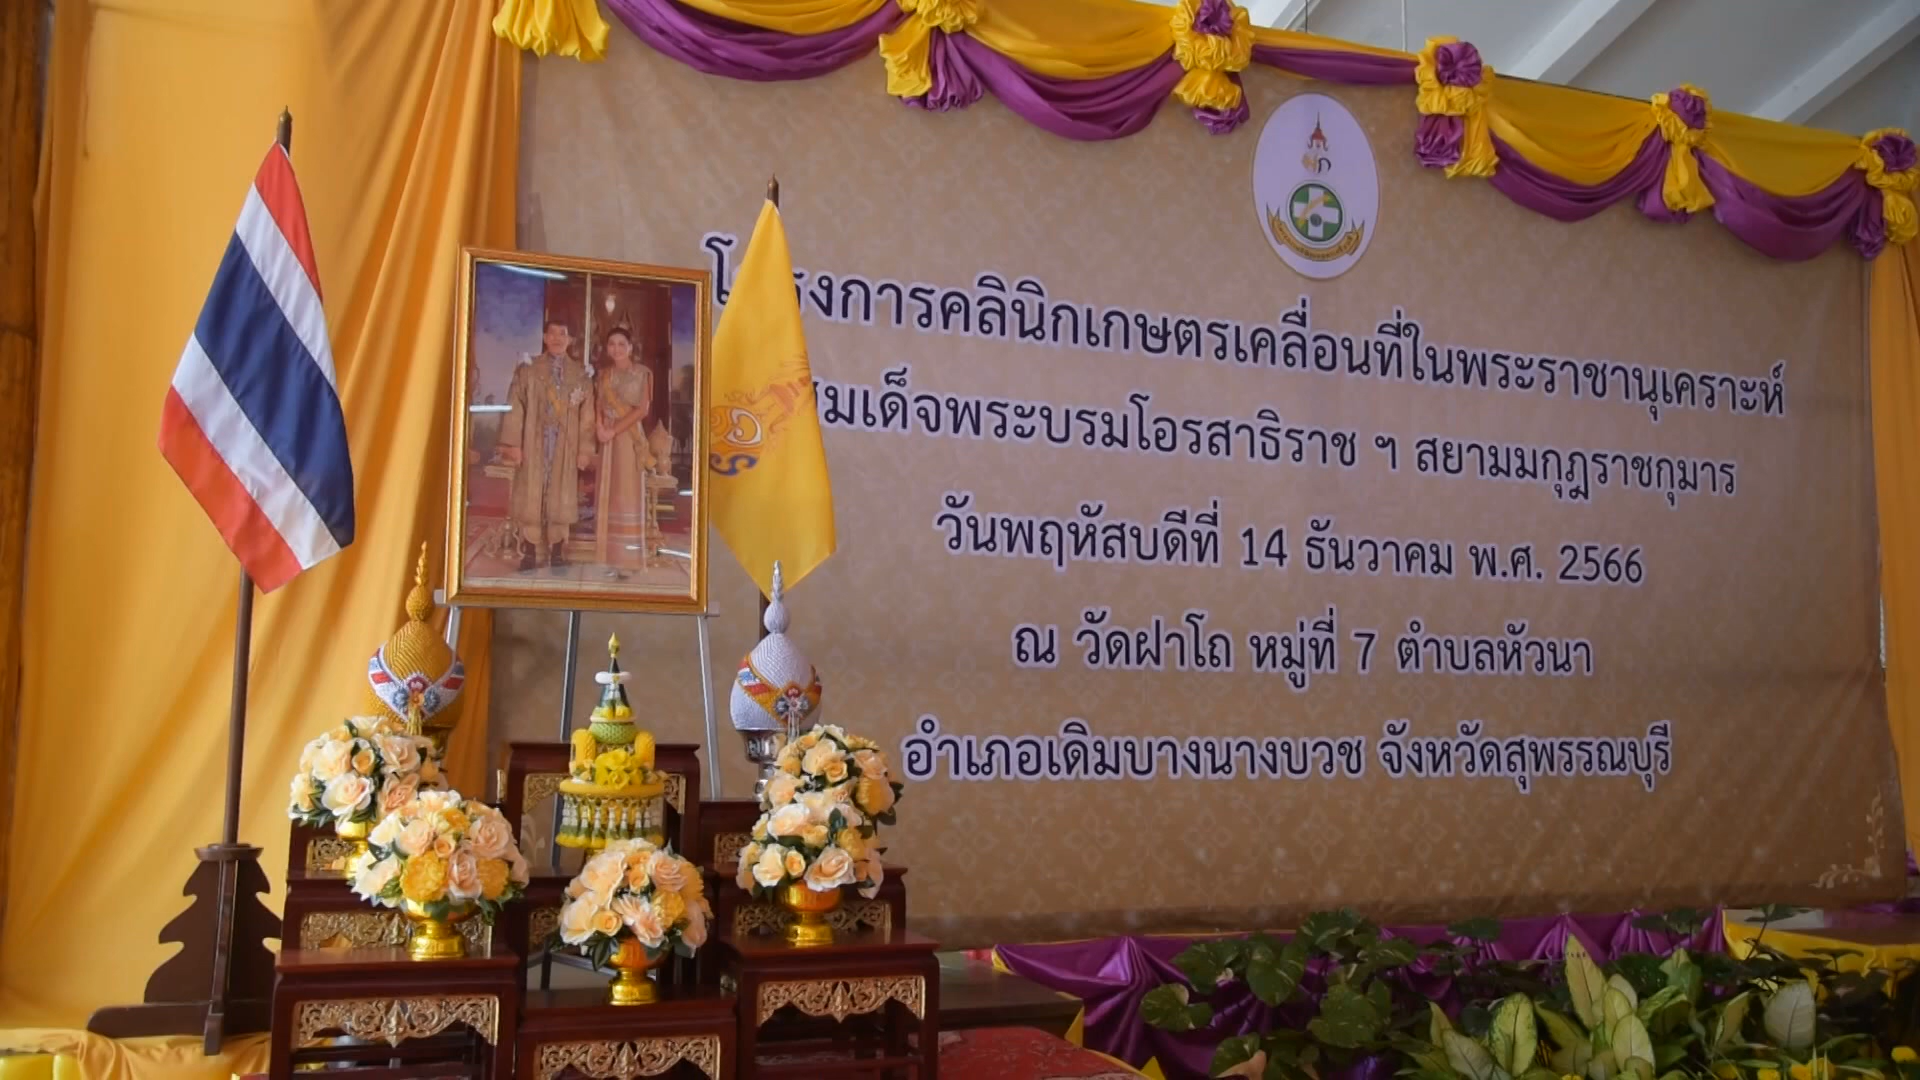 โครงการคลินิกเกษตรเคลื่อนที่ในพระราชานุเคราะห์
สมเด็จพระบรมโอรสาธิราช ฯ สยามมกุฎราชกุมาร
วันพฤหัสบดีที่ 14 ธันวาคม พ.ศ. 2566
ณ วัดฝาโถ หมู่ที่ 7 ตำบลหัวนา
อำเภอเดิมบางนางบวช จังหวัดสุพรรณบุรี